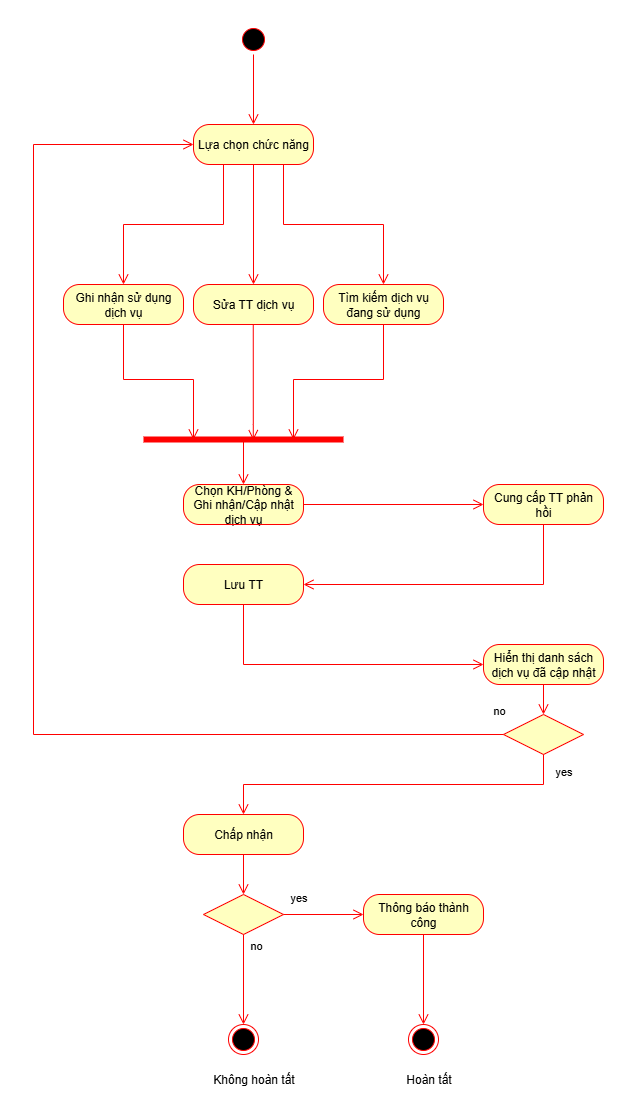 Lựa chọn chức năng
Ghi nhận sử dụng
dịch vụ
Sửa TT dịch vụ
Tìm kiếm dịch vụ
đang sử dụng
Chọn KH/Phòng &
Ghi nhận/Cập nhật
dịch vụ
Cung cấp TT phản
hồi
Lưu TT
Hiển thị danh sách
dịch vụ đã cập nhật
no
yes
Chấp nhận
yes
Thông báo thành
công
no
Không hoàn tất
Hoàn tất